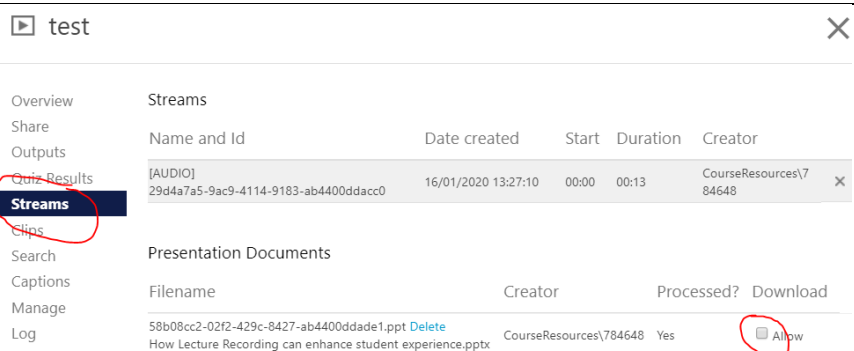 test
Overview
Share
Outputs
Quiz Results
Streams
Clips
Search
Captions
Manage
Log
Streams
Name and Id Date created Start Duration Creator
[AUDIO]
29d4a7a5-9ac9-4114-9183-ab4400ddacc0 16/01/2020 13:27:10 00:00 00:13 CourseResources\7
84648
Presentation Documents
Filename Creator Processed? Download
58b08cc2-02f2-429c-8427-ab4400ddade1.ppt Delete
How Lecture Recording can enhance student experience.pptx CourseResources\784648 Yes Allow